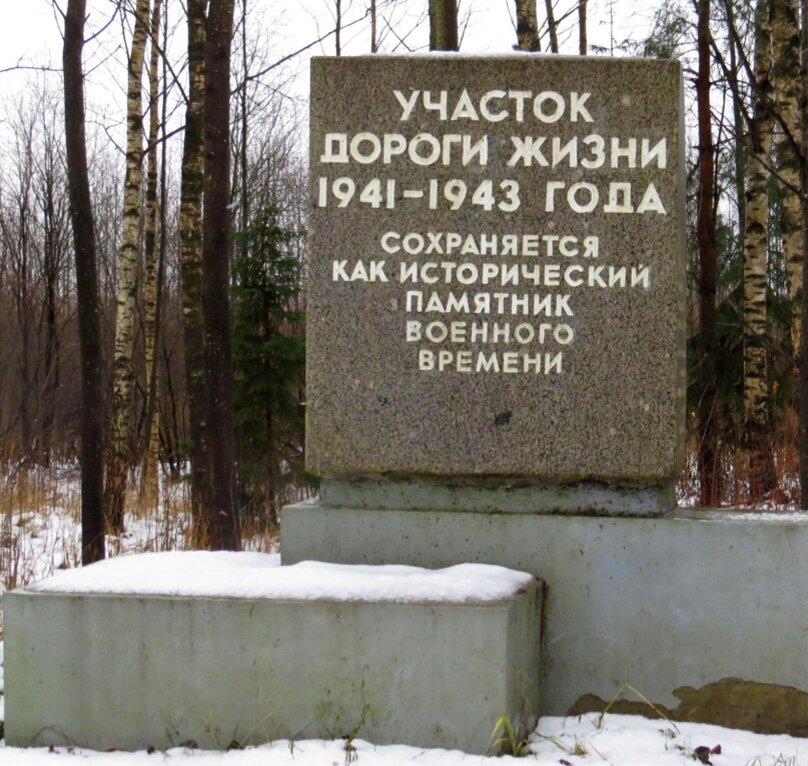 УЧАСТОК
ДОРОГИ ЖИЗНИ
1941-1943 ГОДА
СОХРАНЯЕТСЯ
КАК ИСТОРИЧЕСКИЙ
ПАМЯТНИК
ВОЕННОГО
ВРЕМЕНИ